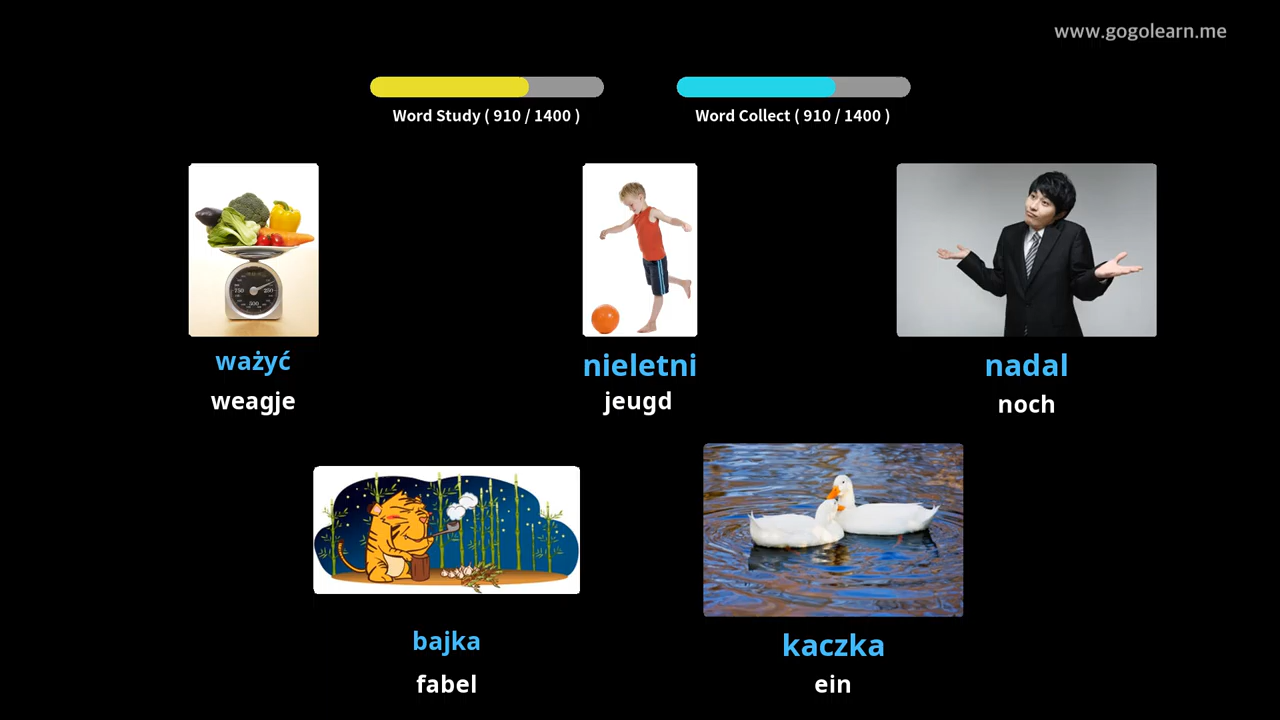 www.gogolearn.me
Word Study ( 910 / 1400 )
Word Collect ( 910 / 1400 )
ważyć
weagje
nieletni
jeugd
nadal
noch
bajka
fabel
kaczka
ein